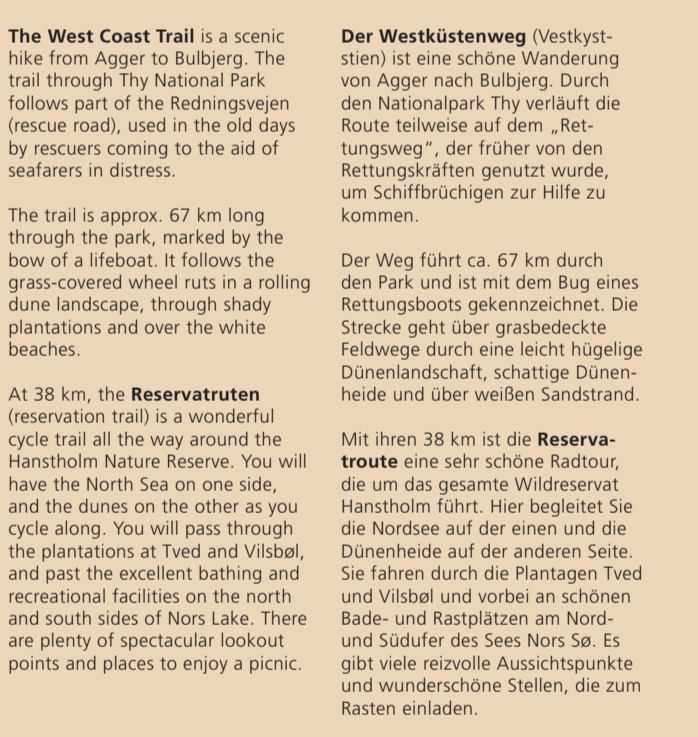 The West Coast Trail is a scenic
hike from Agger to Bulbjerg. The
trail through Thy National Park
follows part of the Redningsvejen
(rescue road), used in the old days
by rescuers coming to the aid of
seafarers in distress.

The trail is approx. 67 km long
through the park, marked by the
bow of a lifeboat. It follows the
grass-covered wheel ruts in a rolling
dune landscape, through shady
plantations and over the white
beaches.

At 38 km, the Reservatruten
(reservation trail) is a wonderful
cycle trail all the way around the
Hanstholm Nature Reserve. You will
have the North Sea on one side,
and the dunes on the other as you
cycle along. You will pass through
the plantations at Tved and Vilsbøl,
and past the excellent bathing and
recreational facilities on the north
and south sides of Nors Lake. There
are plenty of spectacular lookout
points and places to enjoy a picnic.

Der Westküstenweg (Vestkyst-
stien) ist eine schöne Wanderung
von Agger nach Bulbjerg. Durch
den Nationalpark Thy verläuft die
Route teilweise auf dem „Ret-
tungsweg“, der früher von den
Rettungskräften genutzt wurde,
um Schiffbrüchigen zur Hilfe zu
kommen.

Der Weg führt ca. 67 km durch
den Park und ist mit dem Bug eines
Rettungsboots gekennzeichnet. Die
Strecke geht über grasbedeckte
Feldwege durch eine leicht hügelige
Dünenlandschaft, schattige Dünen-
heide und über weißen Sandstrand.

Mit ihren 38 km ist die Reserva-
troute eine sehr schöne Radtour,
die um das gesamte Wildreservat
Hanstholm führt. Hier begleitet Sie
die Nordsee auf der einen und die
Dünenheide auf der anderen Seite.
Sie fahren durch die Plantagen Tved
und Vilsbøl und vorbei an schönen
Bade- und Rastplätzen am Nord-
und Südufer des Sees Nors Sø. Es
gibt viele reizvolle Aussichtspunkte
und wunderschöne Stellen, die zum
Rasten einladen.